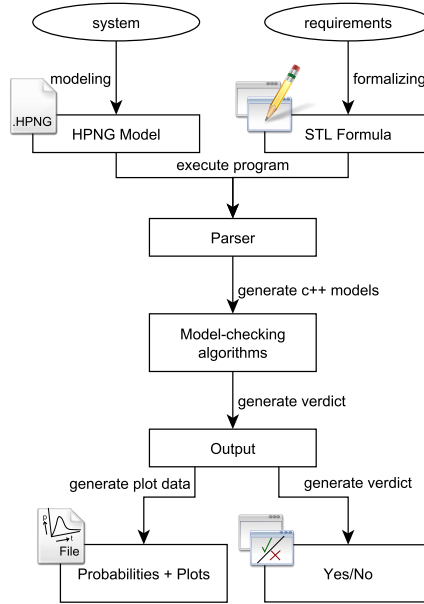 system
requirements
modeling
formalizing
.HPNG
HPNG Model
STL Formula
execute program
Parser
generate c++ models
Model-checking
algorithms
generate verdict
Output
generate plot data
generate verdict
p
t
File
Probabilities + Plots
Yes/No